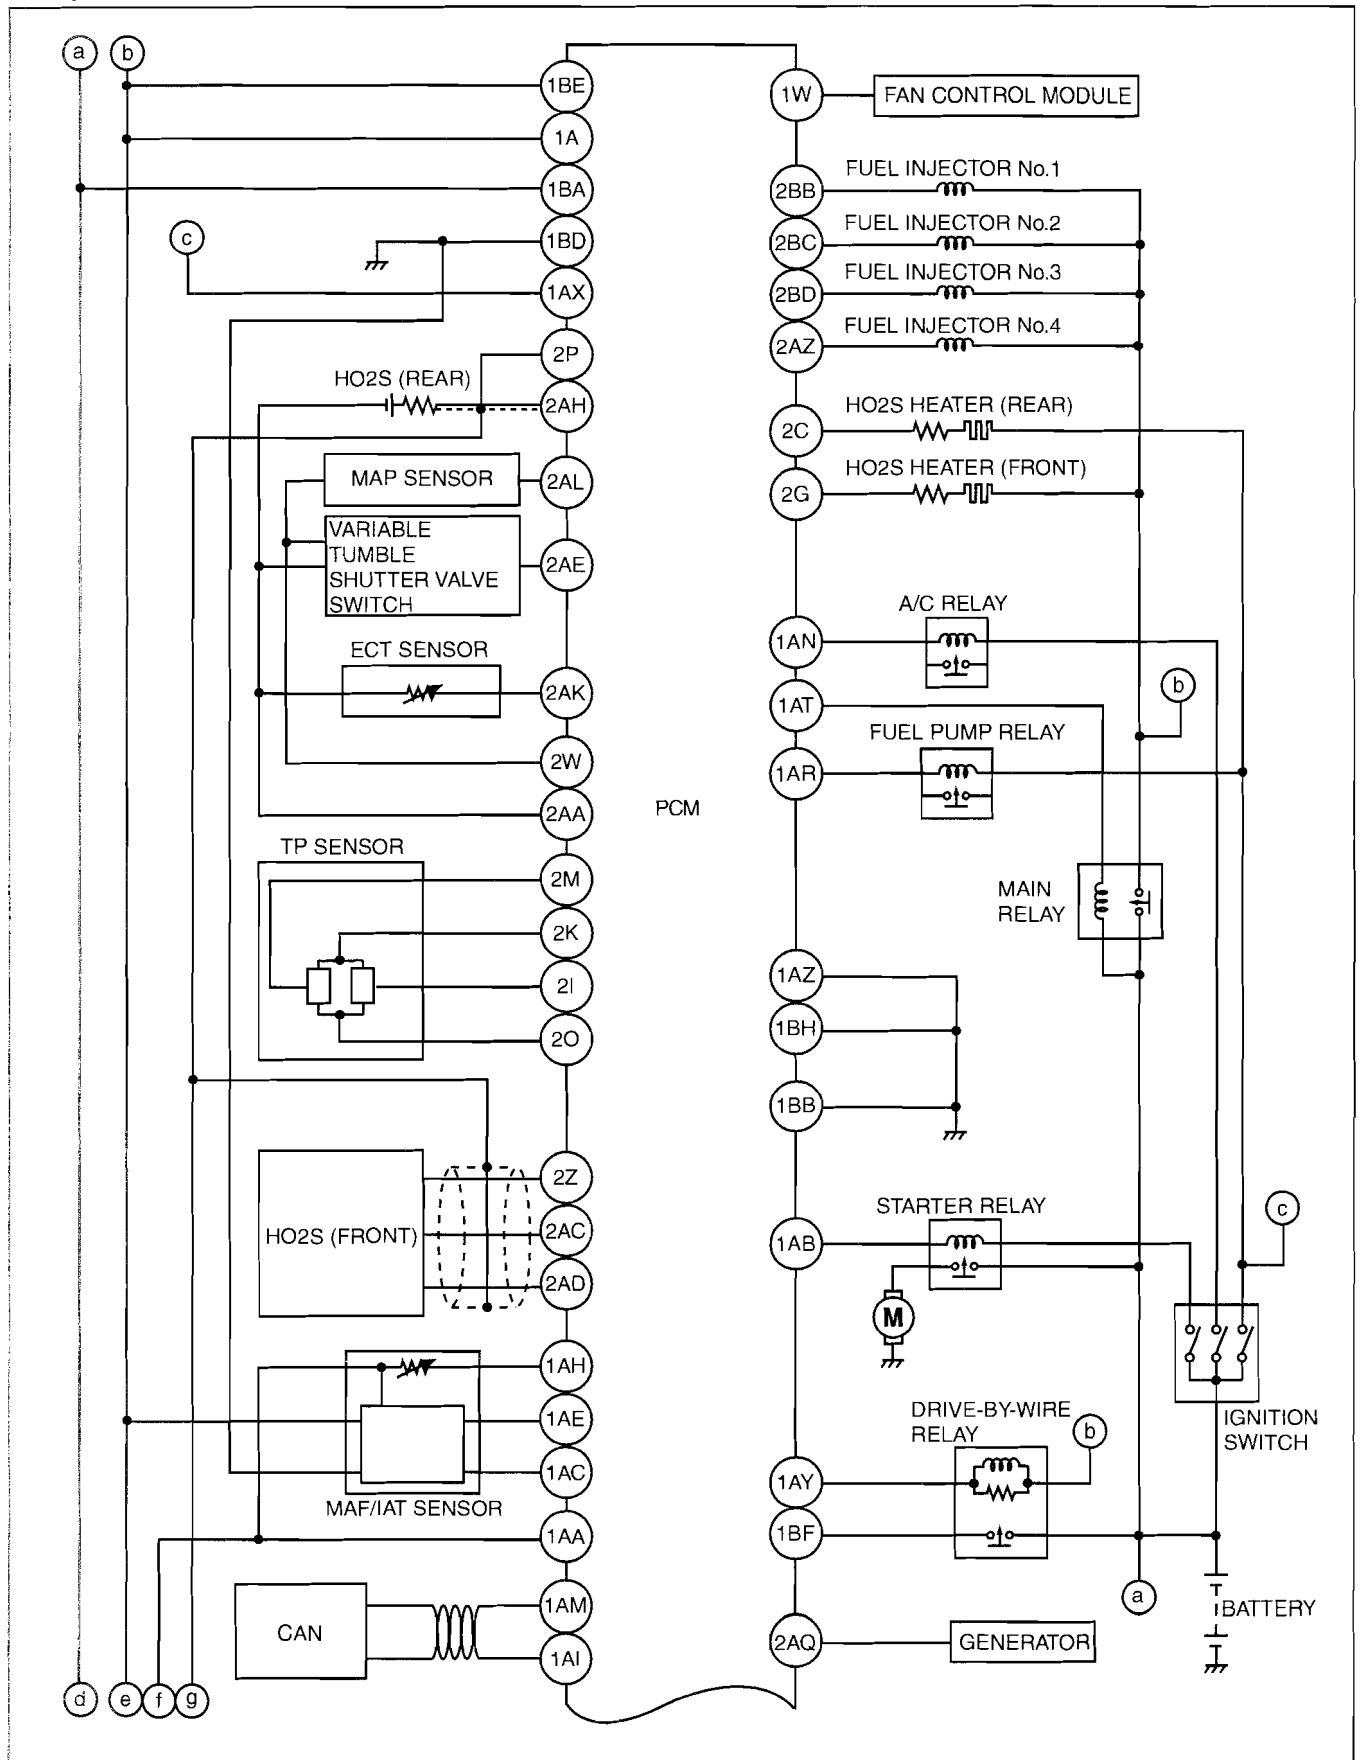 a
b
1BE
1A
1BA
1BD
c
1AX
2P
HO2S (REAR)
2AH
MAP SENSOR
2AL
VARIABLE
TUMBLE
SHUTTER VALVE
SWITCH
2AE
ECT SENSOR
2AK
2W
2AA
TP SENSOR
2M
2K
2I
2O
2Z
HO2S (FRONT)
2AC
2AD
1AH
1AE
1AC
MAF/IAT SENSOR
1AA
CAN
1AM
1AI
d
e
f
g
PCM
1W
FAN CONTROL MODULE
FUEL INJECTOR No.1
2BB
FUEL INJECTOR No.2
2BC
FUEL INJECTOR No.3
2BD
FUEL INJECTOR No.4
2AZ
HO2S HEATER (REAR)
2C
HO2S HEATER (FRONT)
2G
A/C RELAY
1AN
b
1AT
FUEL PUMP RELAY
1AR
MAIN
RELAY
1AZ
1BH
1BB
STARTER RELAY
c
1AB
M
IGNITION
SWITCH
DRIVE-BY-WIRE
RELAY
b
1AY
1BF
a
BATTERY
2AQ
GENERATOR